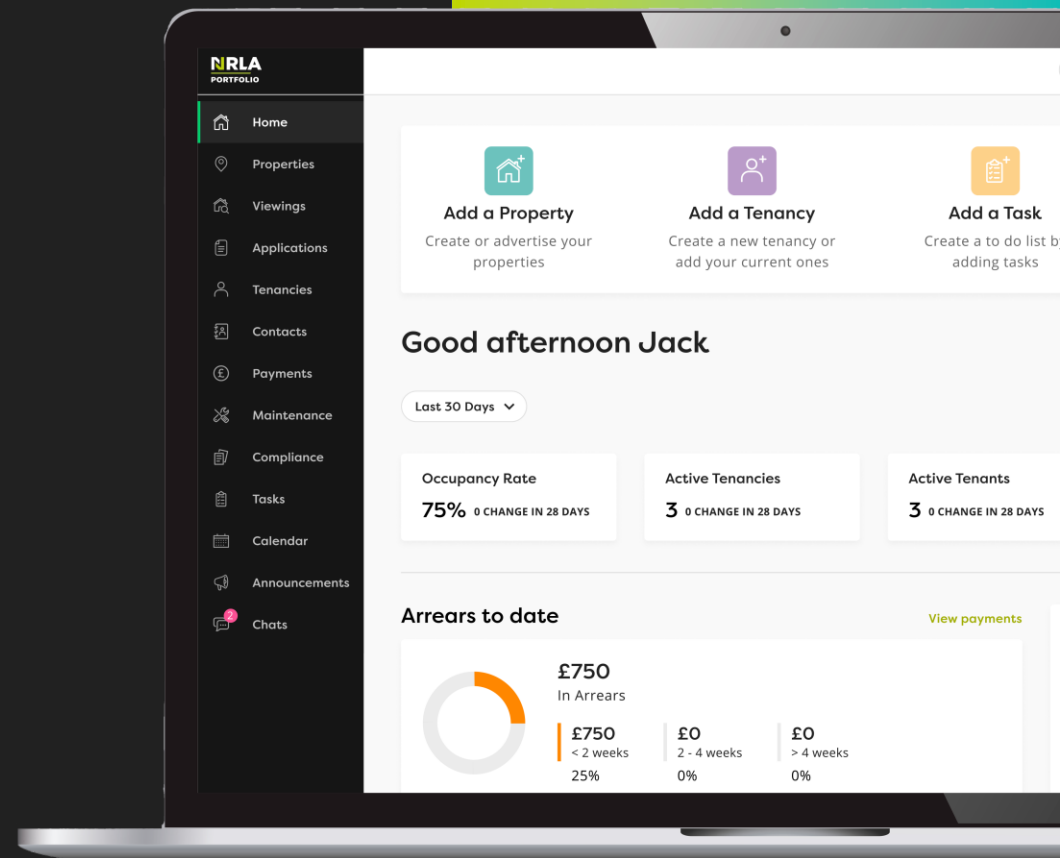 NRLA
PORTFOLIO
Home
Properties
Viewings
Applications
Tenancies
Contacts
Payments
Maintenance
Compliance
Tasks
Calendar
Announcements
2
Chats
Add a Property
Create or advertise your
properties
Add a Tenancy
Create a new tenancy or
add your current ones
Add a Task
Create a to do list by
adding tasks
Good afternoon Jack
Last 30 Days
Occupancy Rate
75% 0 CHANGE IN 28 DAYS
Active Tenancies
3 0 CHANGE IN 28 DAYS
Active Tenants
3 0 CHANGE IN 28 DAYS
Arrears to date
View payments
£750
In Arrears
£750
< 2 weeks
25%
£0
2 - 4 weeks
0%
£0
> 4 weeks
0%